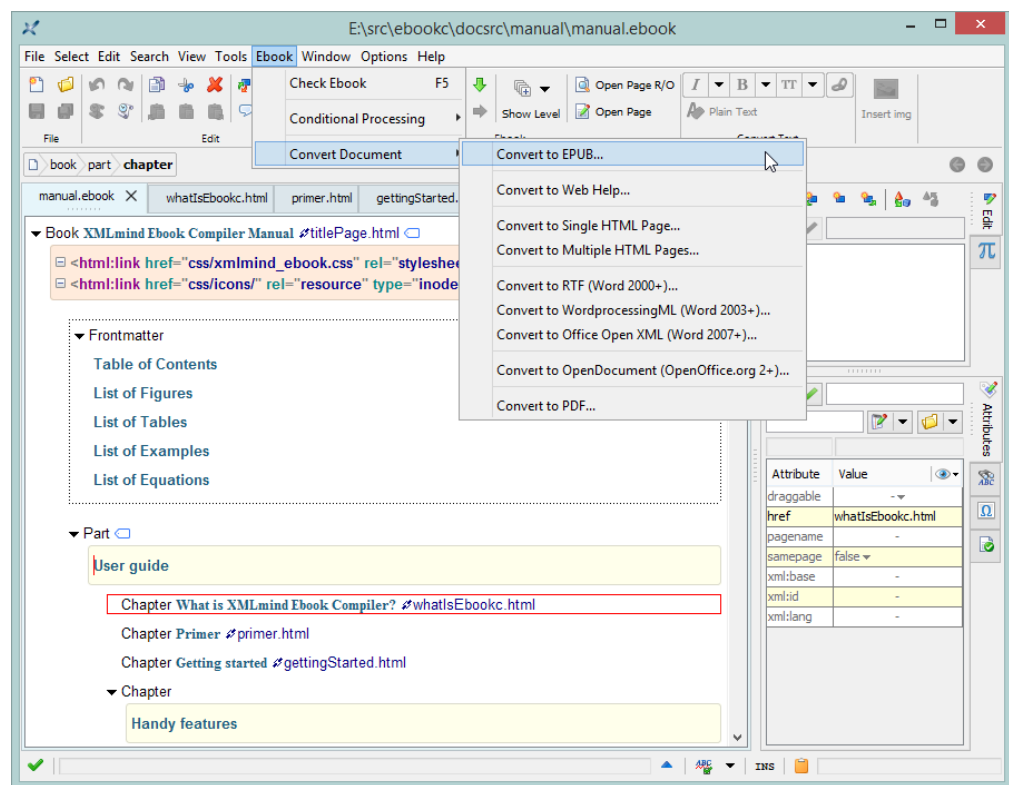 E:\src\ebookc\docsrc\manual\manual.ebook
File Select Edit Search View Tools Ebook Window Options Help
Check Ebook F5
Conditional Processing
Convert Document
Show Level
Open Page R/O
Open Page
I B TT
Plain Text
Insert img
File
Edit
book part chapter
Convert to EPUB...
Convert to Web Help...
Convert to Single HTML Page...
Convert to Multiple HTML Pages...
Convert to RTF (Word 2000+)...
Convert to WordprocessingML (Word 2003+)...
Convert to Office Open XML (Word 2007+)...
Convert to OpenDocument (OpenOffice.org 2+)...
Convert to PDF...
manual.ebook whatIsEbookc.html primer.html gettingStarted.
Book XMLmind Ebook Compiler Manual titlePage.html
<html:link href="css/xmlmind_ebook.css" rel="styleshee
<html:link href="css/icons/" rel="resource" type="inode
Frontmatter
Table of Contents
List of Figures
List of Tables
List of Examples
List of Equations
Part
User guide
Chapter What is XMLmind Ebook Compiler? whatIsEbookc.html
Chapter Primer primer.html
Chapter Getting started gettingStarted.html
Chapter
Handy features
Edit
π
Attributes
ABC
Ω
Attribute Value
draggable -
href whatIsEbookc.html
pagename -
samepage false
xml:base -
xml:id -
xml:lang -
ABC
INS